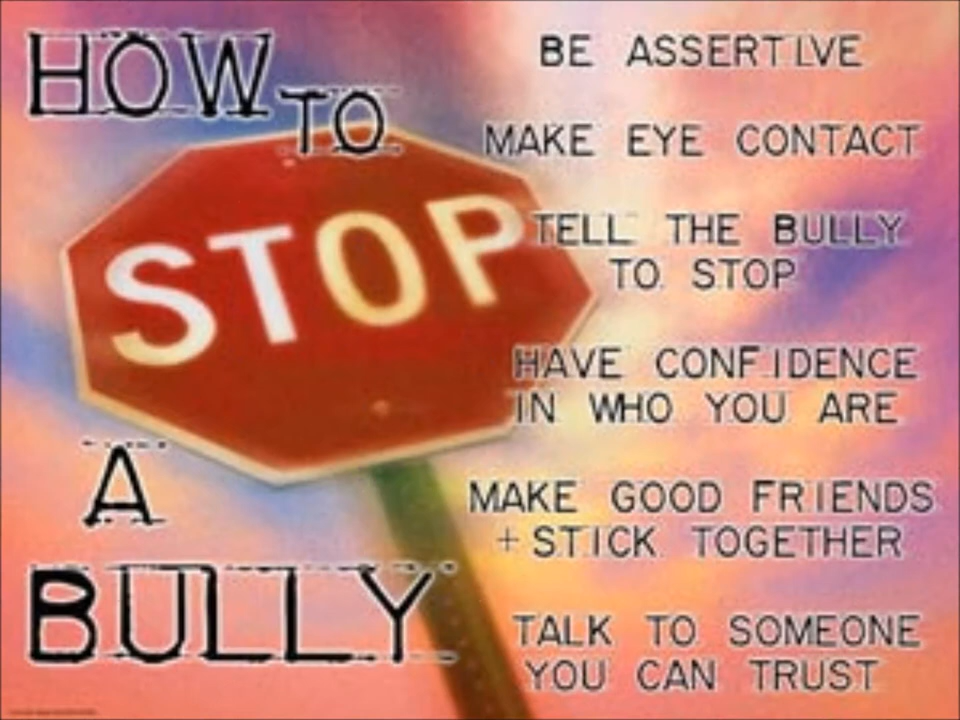 HOW
TO
STOP
A
BULLY
BE ASSERTIVE
MAKE EYE CONTACT
TELL THE BULLY
TO STOP
HAVE CONFIDENCE
IN WHO YOU ARE
MAKE GOOD FRIENDS
+ STICK TOGETHER
TALK TO SOMEONE
YOU CAN TRUST